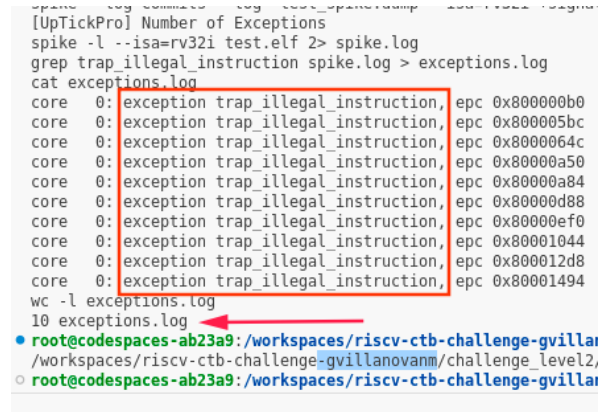 [UpTickPro] Number of Exceptions
spike -l --isa=rv32i test.elf 2> spike.log
grep trap_illegal_instruction spike.log > exceptions.log
cat exceptions.log
core 0: exception trap_illegal_instruction, epc 0x800000b0
core 0: exception trap_illegal_instruction, epc 0x800005bc
core 0: exception trap_illegal_instruction, epc 0x8000064c
core 0: exception trap_illegal_instruction, epc 0x80000a50
core 0: exception trap_illegal_instruction, epc 0x80000a84
core 0: exception trap_illegal_instruction, epc 0x80000d88
core 0: exception trap_illegal_instruction, epc 0x80000ef0
core 0: exception trap_illegal_instruction, epc 0x80001044
core 0: exception trap_illegal_instruction, epc 0x800012d8
core 0: exception trap_illegal_instruction, epc 0x80001494
wc -l exceptions.log
10 exceptions.log
root@codespaces-ab23a9:/workspaces/riscv-ctb-challenge-gvillan
/workspaces/riscv-ctb-challenge-gvillanovanm/challenge_level2/
root@codespaces-ab23a9:/workspaces/riscv-ctb-challenge-gvillan